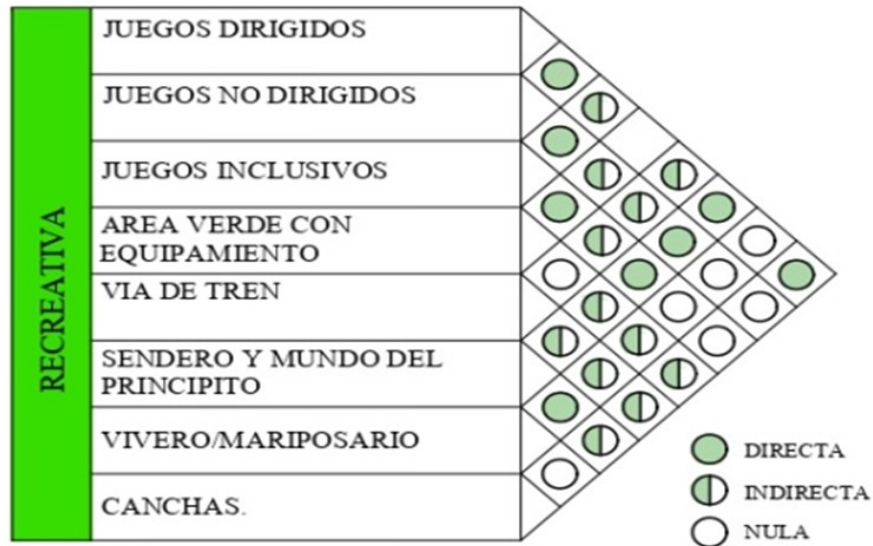 RECREATIVA
JUEGOS DIRIGIDOS
JUEGOS NO DIRIGIDOS
JUEGOS INCLUSIVOS
AREA VERDE CON
EQUIPAMIENTO
VIA DE TREN
SENDERO Y MUNDO DEL
PRINCIPITO
VIVERO/MARIPOSARIO
CANCHAS.
DIRECTA
INDIRECTA
NULA